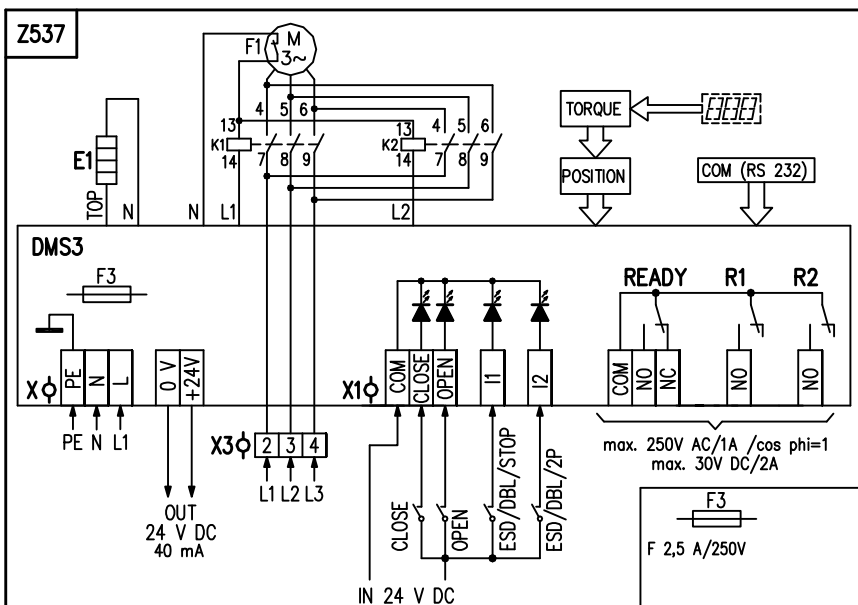 Z537
F1
M
3~
4 5 6
13
K1
14
7 8 9
13
K2
14
4 5 6
7 8 9
E1
TOP
N
N
L1
L2
TORQUE
POSITION
COM (RS 232)
DMS3
F3
X
PE
N
L
0 V
+24V
PE N L1
OUT
24 V DC
40 mA
X3
2 3 4
L1 L2 L3
X1
COM
CLOSE
OPEN
I1
I2
CLOSE
OPEN
ESD/DBL/STOP
ESD/DBL/2P
IN 24 V DC
READY R1 R2
COM
NO
NC
NO
NO
max. 250V AC/1A /cos phi=1
max. 30V DC/2A
F3
F 2,5 A/250V